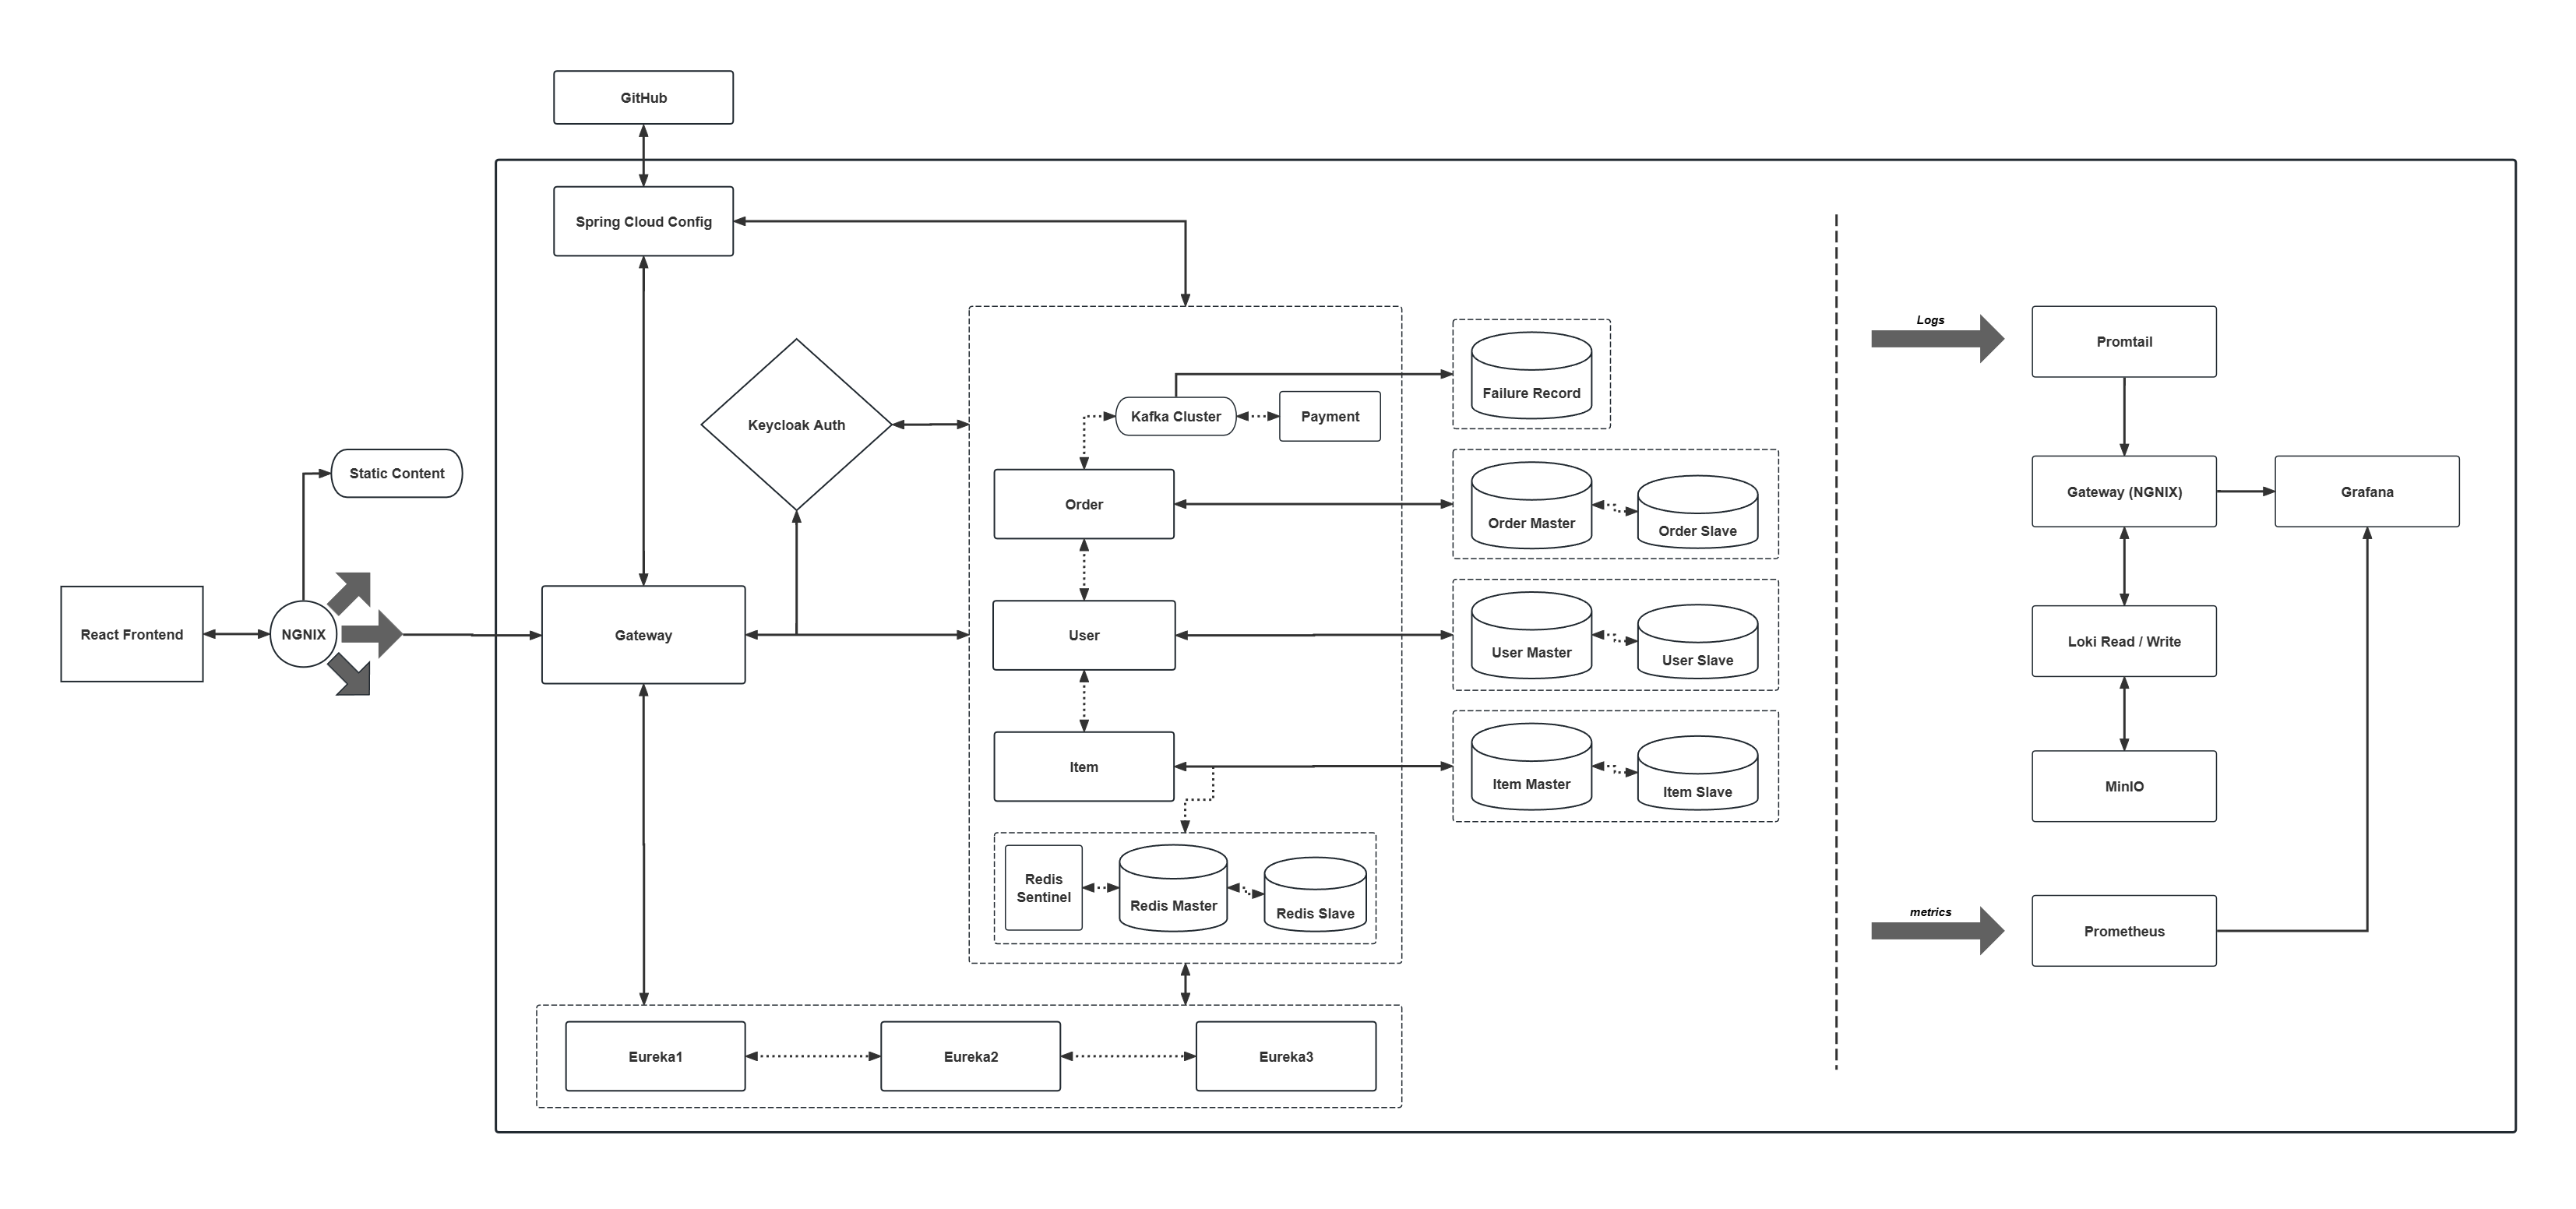 GitHub
Spring Cloud Config
Logs
Promtail
Failure Record
Kafka Cluster
Payment
Keycloak Auth
Static Content
Gateway (NGNIX)
Grafana
Order
Order Master
Order Slave
React Frontend
NGNIX
Gateway
User
User Master
User Slave
Loki Read / Write
Item
Item Master
Item Slave
MinIO
Redis
Sentinel
Redis Master
Redis Slave
metrics
Prometheus
Eureka1
Eureka2
Eureka3